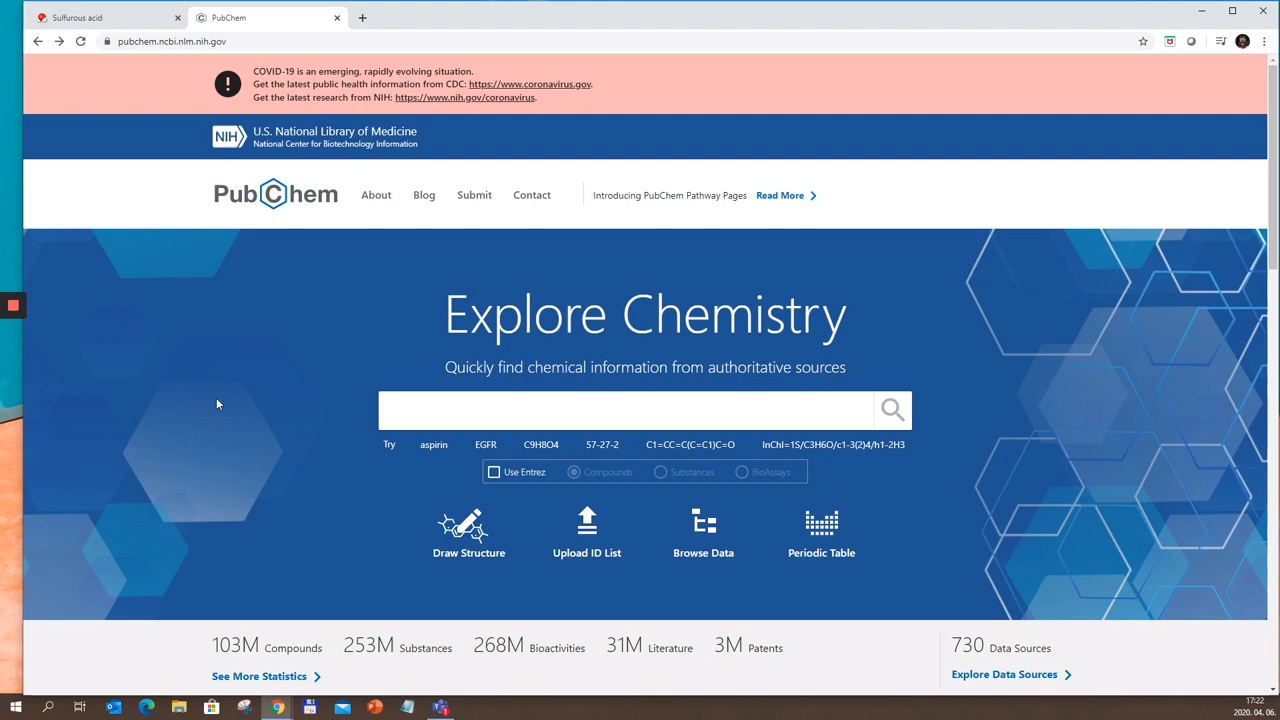 Sulfurous acid
PubChem
pubchem.ncbi.nlm.nih.gov
COVID-19 is an emerging, rapidly evolving situation.
Get the latest public health information from CDC: https://www.coronavirus.gov.
Get the latest research from NIH: https://www.nih.gov/coronavirus.
NIH
U.S. National Library of Medicine
National Center for Biotechnology Information
PubChem
About Blog Submit Contact
Introducing PubChem Pathway Pages Read More
Explore Chemistry
Quickly find chemical information from authoritative sources
Try aspirin EGFR C9H8O4 57-27-2 C1=CC=C(C=C1)C=O InChI=1S/C3H6O/c1-3(2)4/h1-2H3
Use Entrez Compounds Substances BioAssays
Draw Structure Upload ID List Browse Data Periodic Table
103M Compounds 253M Substances 268M Bioactivities 31M Literature 3M Patents
730 Data Sources
See More Statistics
Explore Data Sources
17:22
2020. 04. 06.